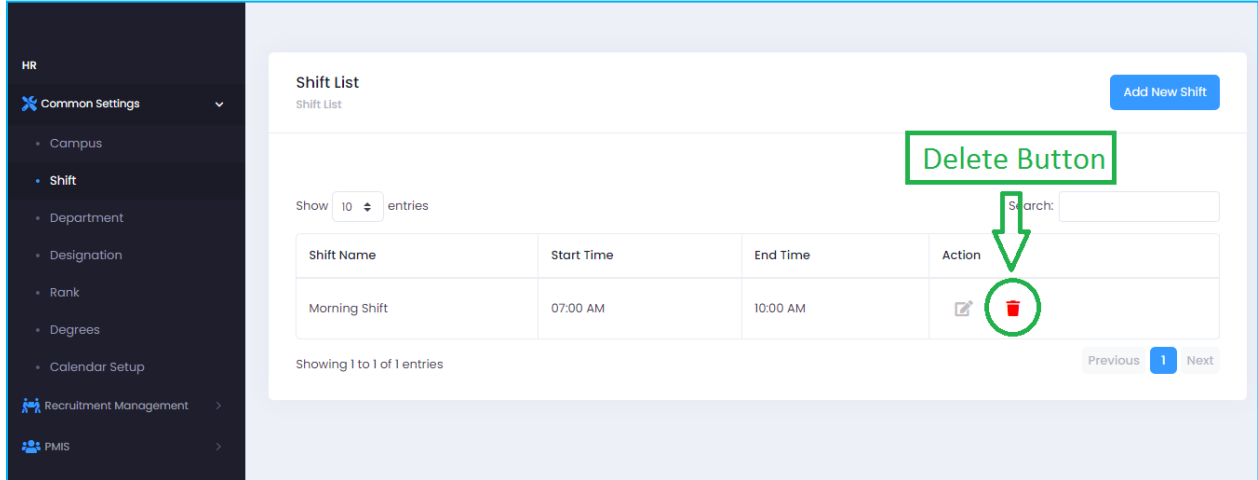 HR
Common Settings
Campus
Shift
Department
Designation
Rank
Degrees
Calendar Setup
Recruitment Management
PMIS
Shift List
Shift List
Add New Shift
Delete Button
Show 10 entries
Search:
Shift Name Start Time End Time Action
Morning Shift 07:00 AM 10:00 AM
Showing 1 to 1 of 1 entries
Previous 1 Next